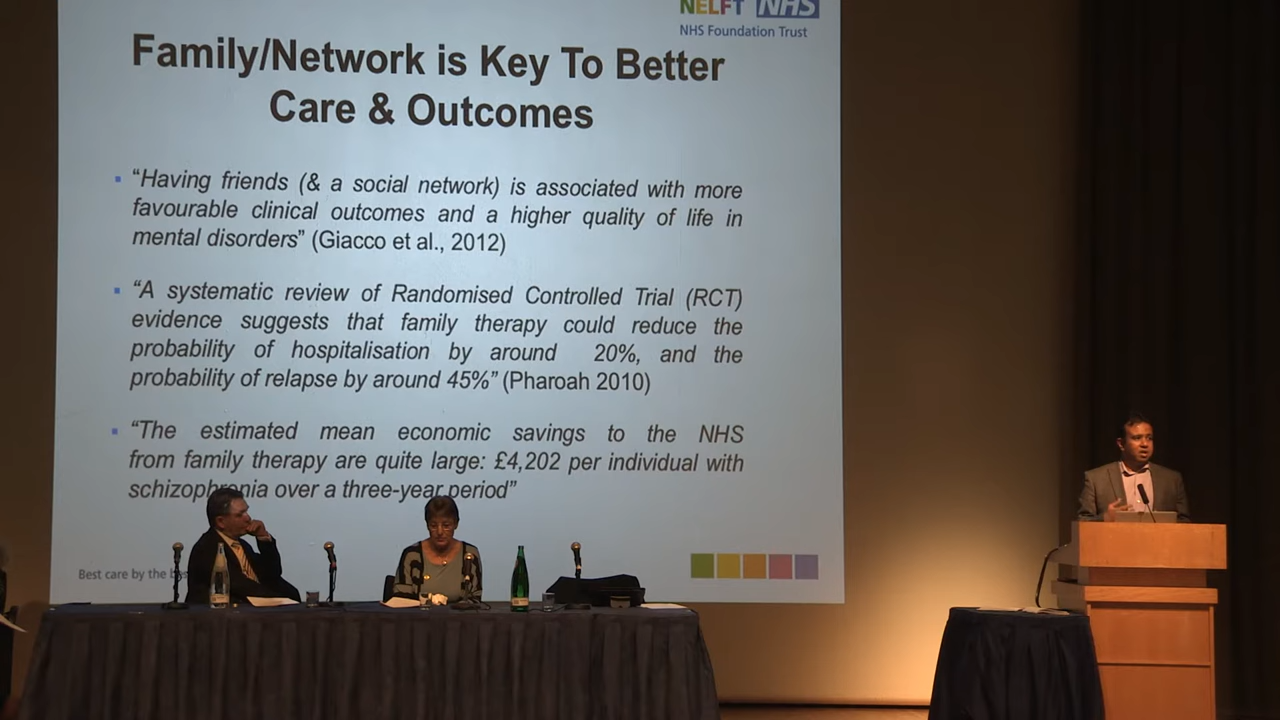 NELFT NHS
NHS Foundation Trust
Family/Network is Key To Better
Care & Outcomes
▪ “Having friends (& a social network) is associated with more
favourable clinical outcomes and a higher quality of life in
mental disorders” (Giacco et al., 2012)
▪ “A systematic review of Randomised Controlled Trial (RCT)
evidence suggests that family therapy could reduce the
probability of hospitalisation by around 20%, and the
probability of relapse by around 45%” (Pharoah 2010)
▪ “The estimated mean economic savings to the NHS
from family therapy are quite large: £4,202 per individual with
schizophrenia over a three-year period”
Best care by the